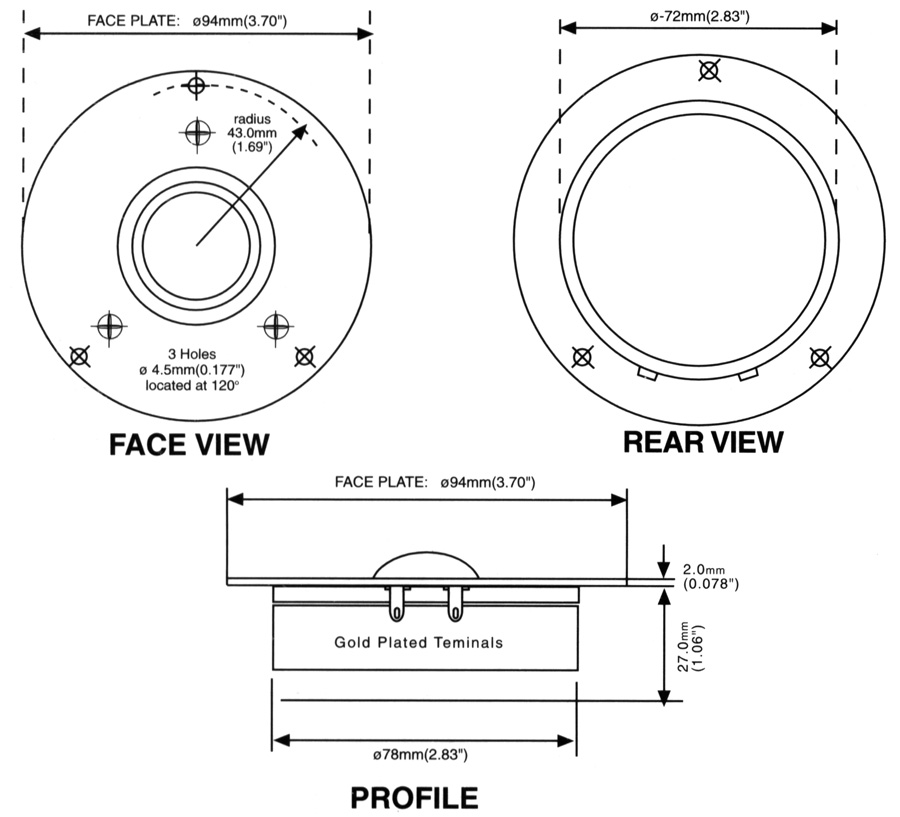 FACE PLATE: ø94mm(3.70")
ø-72mm(2.83")
radius
43.0mm
(1.69")
3 Holes
ø 4.5mm(0.177")
located at 120°
FACE VIEW
REAR VIEW
FACE PLATE: ø94mm(3.70")
2.0mm
(0.078")
Gold Plated Teminals
27.0mm
(1.06")
ø78mm(2.83")
PROFILE